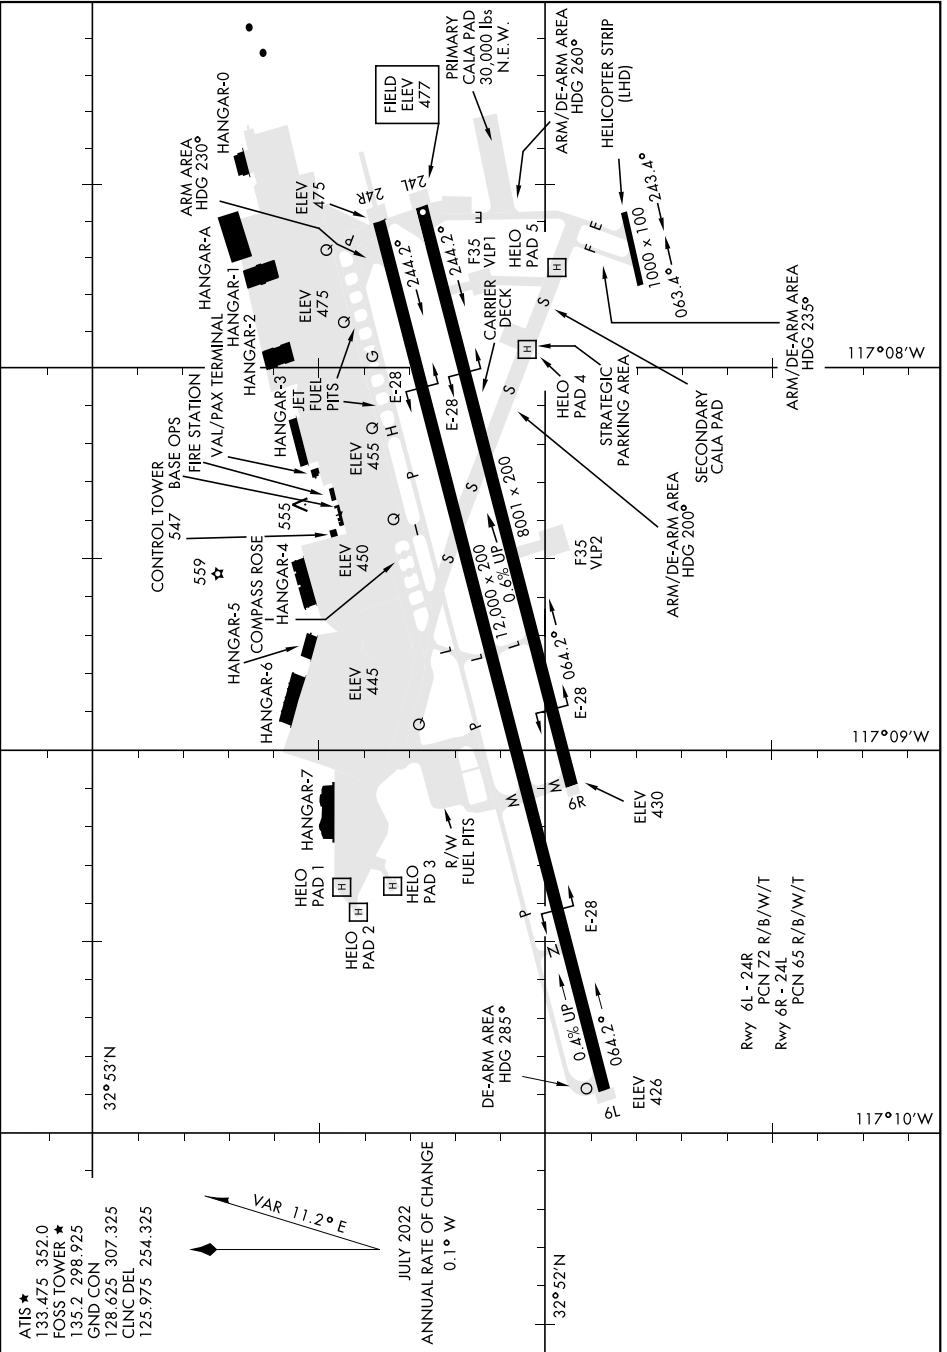 ATIS ★
133.475 352.0
FOSS TOWER ★
135.2 298.925
GND CON
128.625 307.325
CLNC DEL
125.975 254.325
VAR 11.2° E
JULY 2022
ANNUAL RATE OF CHANGE
0.1° W
32°53'N
32°52'N
117°10'W
117°09'W
117°08'W
HANGAR-7
HELO
PAD 1
HELO
PAD 2
HELO
PAD 3
R/W
FUEL PITS
HANGAR-6
HANGAR-5
COMPASS ROSE
HANGAR-4
559
CONTROL TOWER
547
BASE OPS
FIRE STATION
VAL/PAX TERMINAL
555
HANGAR-3
HANGAR-2
HANGAR-1
HANGAR-A
HANGAR-0
ARM AREA
HDG 230°
JET
FUEL
PITS
ELEV
445
ELEV
450
ELEV
455
ELEV
475
ELEV
475
FIELD
ELEV
477
PRIMARY
CALA PAD
30,000 lbs
N.E.W.
ARM/DE-ARM AREA
HDG 260°
HELICOPTER STRIP
(LHD)
1000 x 100
063.4°
243.4°
24R
244.2°
24L
244.2°
F35
VLP1
HELO
PAD 5
H
CARRIER
DECK
E-28
E-28
HELO
PAD 4
H
STRATEGIC
PARKING AREA
SECONDARY
CALA PAD
ARM/DE-ARM AREA
HDG 235°
ARM/DE-ARM AREA
HDG 200°
F35
VLP2
12,000 x 200
0.6% UP
8001 x 200
064.2°
E-28
6R
ELEV
430
E-28
DE-ARM AREA
HDG 285°
0.4% UP
064.2°
6L
ELEV
426
H
H
H
Q
Q
Q
Q
Q
Q
P
P
P
P
G
H
I
L
L
L
S
S
S
S
E
E
F
W
W
Z
O
Rwy 6L - 24R
PCN 72 R/B/W/T
Rwy 6R - 24L
PCN 65 R/B/W/T